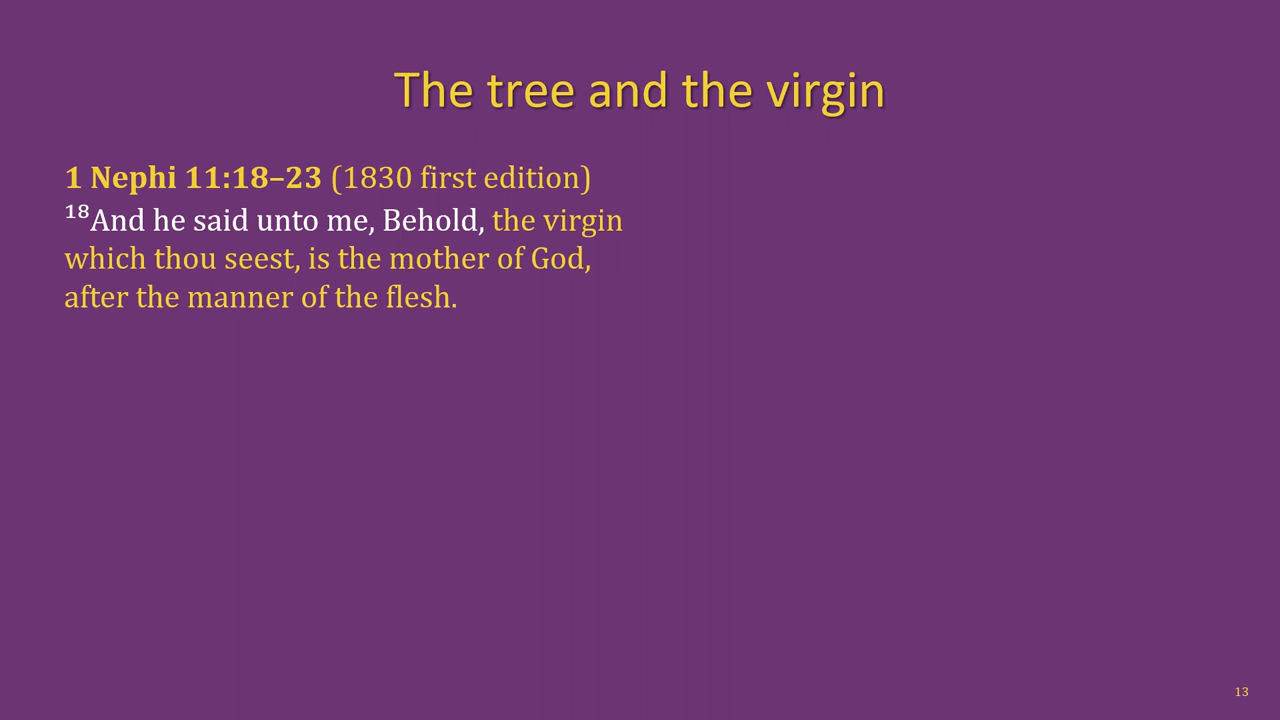 The tree and the virgin
1 Nephi 11:18–23 (1830 first edition)
¹⁸And he said unto me, Behold, the virgin
which thou seest, is the mother of God,
after the manner of the flesh.
13